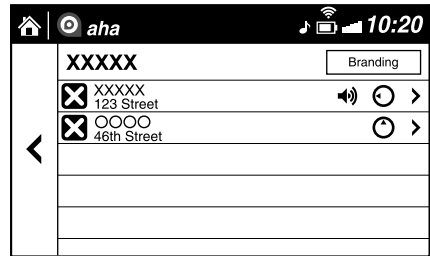 aha 10:20
XXXXX Branding
XXXXX
123 Street
OOOO
46th Street